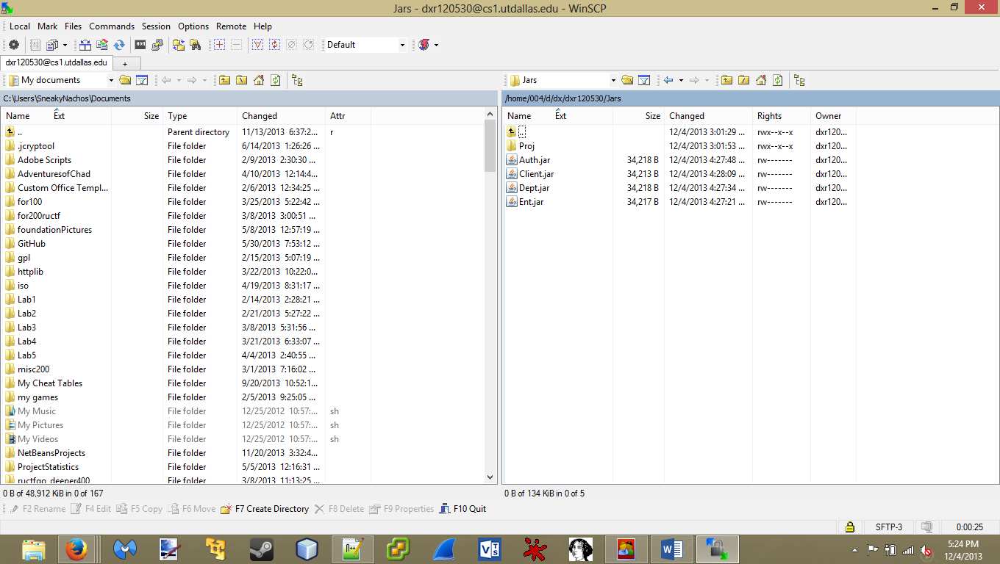 Jars - dxr120530@cs1.utdallas.edu - WinSCP
Local Mark Files Commands Session Options Remote Help
Default
dxr120530@cs1.utdallas.edu +
My documents Jars
C:\Users\SneakyNachos\Documents /home/004/d/dx/dxr120530/Jars
Name Ext Size Type Changed Attr
.. Parent directory 11/13/2013 6:37:2... r
.jcryptool File folder 6/14/2013 1:26:26 ...
Adobe Scripts File folder 2/9/2013 2:30:30 ...
AdventuresofChad File folder 4/10/2013 12:14:4...
Custom Office Templ... File folder 2/6/2013 12:34:25 ...
for100 File folder 3/25/2013 5:22:42 ...
for200ructf File folder 3/8/2013 3:00:51 ...
foundationPictures File folder 5/8/2013 12:57:19 ...
GitHub File folder 5/30/2013 7:53:12 ...
gpl File folder 2/15/2013 5:07:19 ...
httplib File folder 3/22/2013 10:22:0...
iso File folder 4/19/2013 8:31:17 ...
Lab1 File folder 2/14/2013 2:28:21 ...
Lab2 File folder 2/21/2013 5:27:22 ...
Lab3 File folder 3/8/2013 5:31:56 ...
Lab4 File folder 3/21/2013 6:33:07 ...
Lab5 File folder 4/4/2013 2:40:55 ...
misc200 File folder 3/1/2013 7:16:02 ...
My Cheat Tables File folder 9/20/2013 10:52:1...
my games File folder 2/5/2013 9:25:05 ...
My Music File folder 12/25/2012 10:57:... sh
My Pictures File folder 12/25/2012 10:57:... sh
My Videos File folder 12/25/2012 10:57:... sh
NetBeansProjects File folder 11/20/2013 3:32:4...
ProjectStatistics File folder 5/5/2013 12:16:31 ...
ructfgo_deeper400 File folder 3/8/2013 11:13:25 ...
Name Ext Size Changed Rights Owner
.. 12/4/2013 3:01:29 ... rwx--x--x dxr120...
Proj 12/4/2013 3:01:53 ... rwx--x--x dxr120...
Auth.jar 34,218 B 12/4/2013 4:27:48 ... rw------- dxr120...
Client.jar 34,213 B 12/4/2013 4:28:09 ... rw------- dxr120...
Dept.jar 34,218 B 12/4/2013 4:27:34 ... rw------- dxr120...
Ent.jar 34,217 B 12/4/2013 4:27:21 ... rw------- dxr120...
0 B of 48,912 KiB in 0 of 167 0 B of 134 KiB in 0 of 5
F2 Rename F4 Edit F5 Copy F6 Move F7 Create Directory F8 Delete F9 Properties F10 Quit
SFTP-3 0:00:25
5:24 PM
12/4/2013